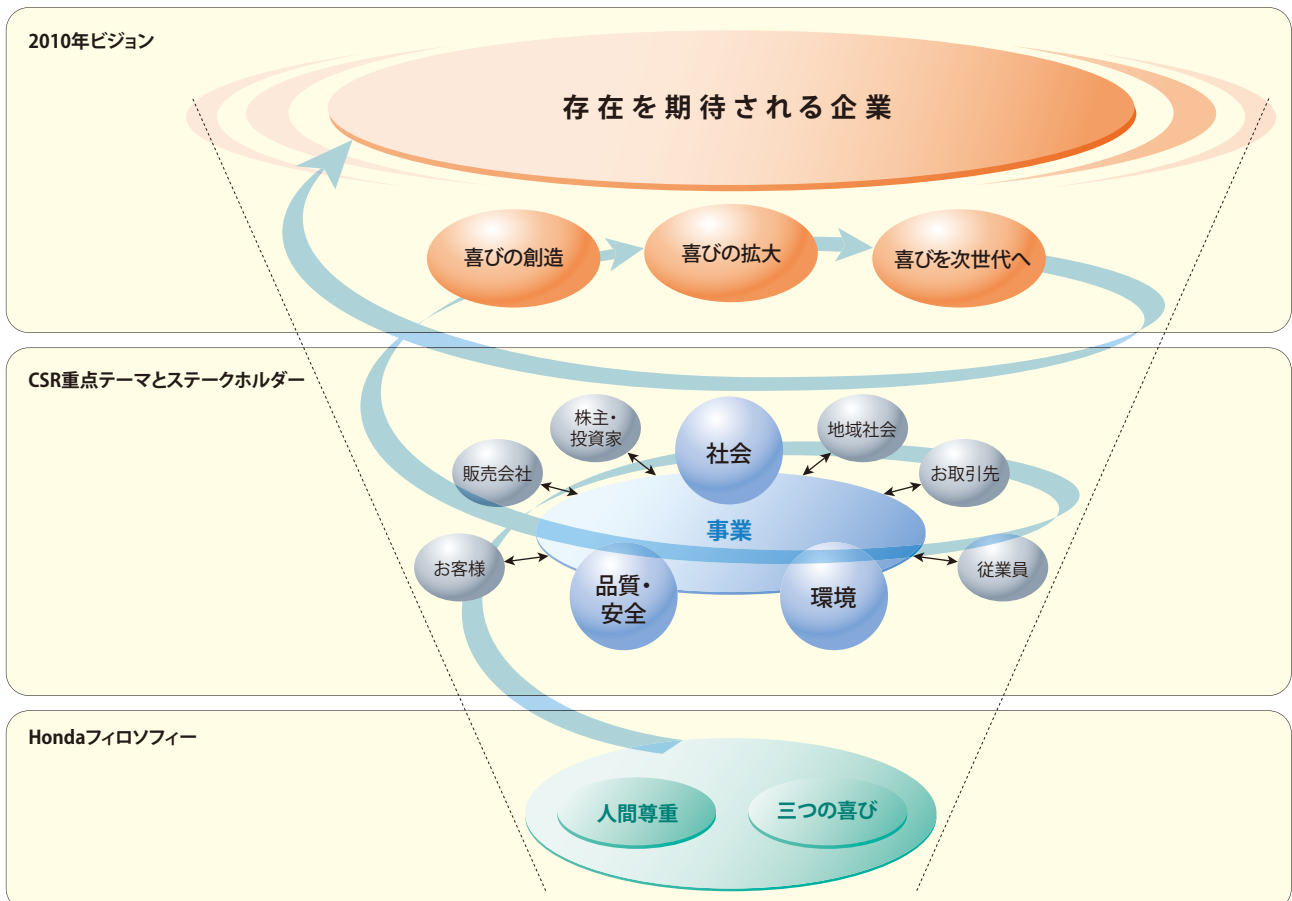 2010年ビジョン
存在を期待される企業
喜びの創造
喜びの拡大
喜びを次世代へ
CSR重点テーマとステークホルダー
株主・
投資家
社会
地域社会
販売会社
お取引先
事業
お客様
品質・
安全
環境
従業員
Hondaフィロソフィー
人間尊重
三つの喜び